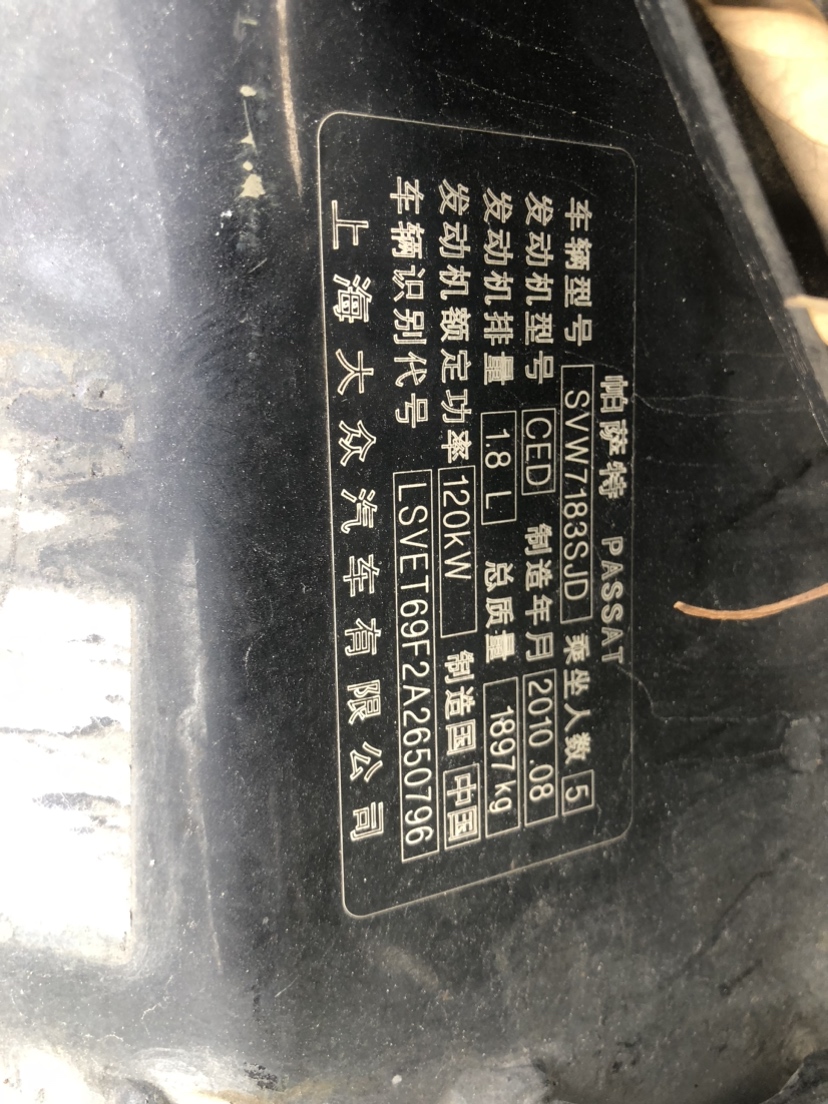 帕萨特 PASSAT
车辆型号 SVW7183SJD 乘坐人数 5
发动机型号 CED 制造年月 2010.08
发动机排量 1.8 L 总质量 1897kg
发动机额定功率 120kW 制造国 中国
车辆识别代号 LSVET69F2A2650796
上海大众汽车有限公司